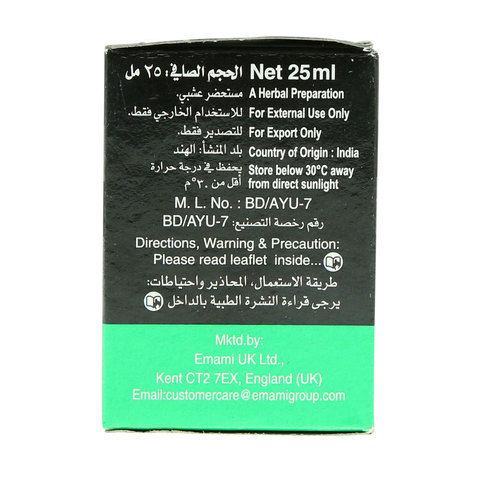 الحجم الصافي: ٢٥ مل Net 25ml
مستحضر عشبي. A Herbal Preparation
للاستخدام الخارجي فقط. For External Use Only
للتصدير فقط. For Export Only
بلد المنشأ: الهند Country of Origin : India
يحفظ في درجة حرارة Store below 30°C away
أقل من ٣٠°م from direct sunlight
M. L. No. : BD/AYU-7
رقم رخصة التصنيع: BD/AYU-7
Directions, Warning & Precaution:
Please read leaflet inside...
طريقة الاستعمال، المحاذير واحتياطات:
يرجى قراءة النشرة الطبية بالداخل
Mktd.by:
Emami UK Ltd.,
Kent CT2 7EX, England (UK)
Email:customercare@emamigroup.com